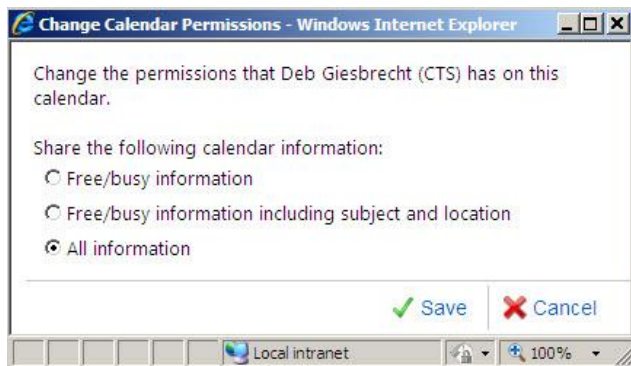 Change Calendar Permissions - Windows Internet Explorer
Change the permissions that Deb Giesbrecht (CTS) has on this
calendar.
Share the following calendar information:
Free/busy information
Free/busy information including subject and location
All information
Save Cancel
Local intranet 100%